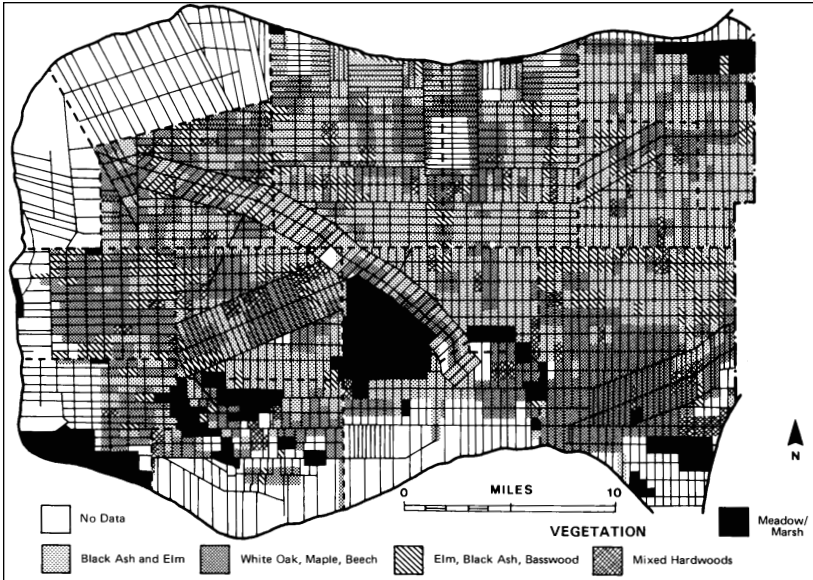 N
0 MILES 10
VEGETATION
No Data
Meadow/
Marsh
Black Ash and Elm
White Oak, Maple, Beech
Elm, Black Ash, Basswood
Mixed Hardwoods